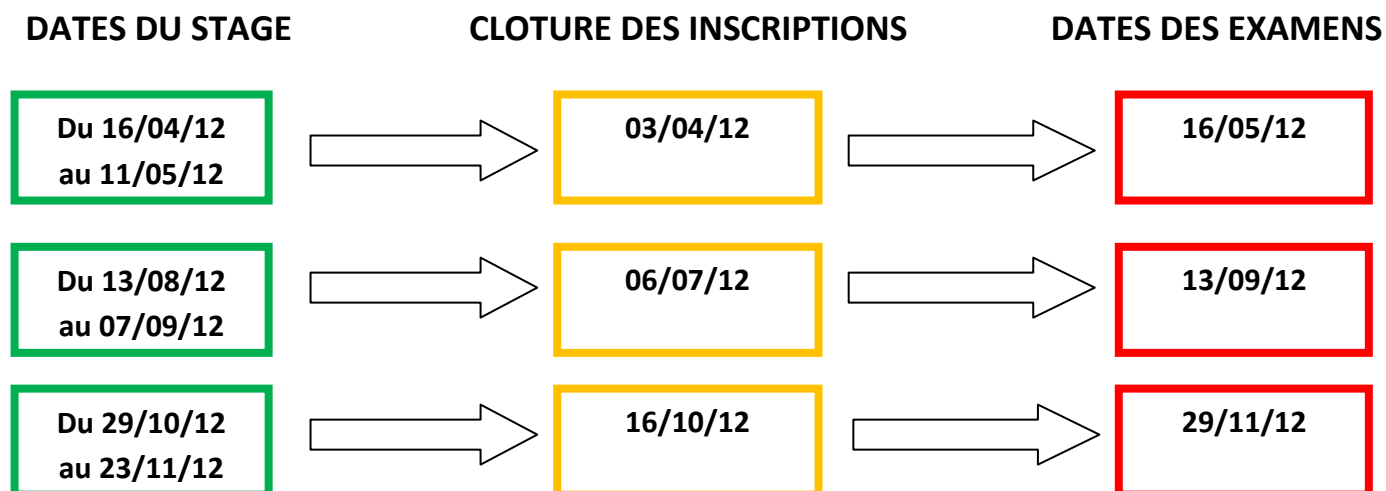 DATES DU STAGE CLOTURE DES INSCRIPTIONS DATES DES EXAMENS
Du 16/04/12 03/04/12 16/05/12
au 11/05/12
Du 13/08/12 06/07/12 13/09/12
au 07/09/12
Du 29/10/12 16/10/12 29/11/12
au 23/11/12